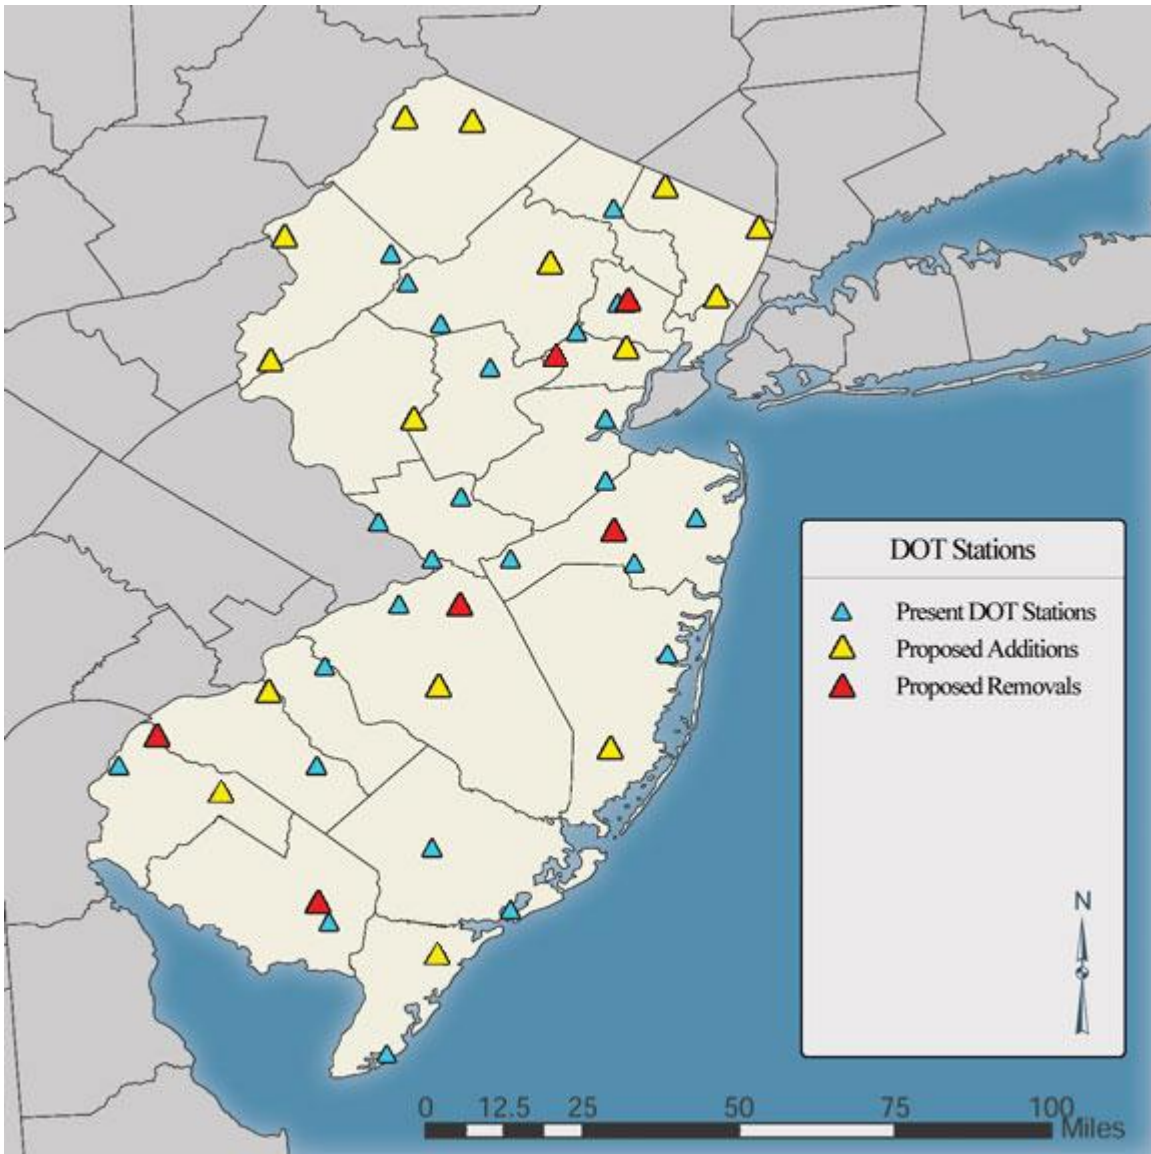 DOT Stations
Present DOT Stations
Proposed Additions
Proposed Removals
N
0 12.5 25 50 75 100
Miles